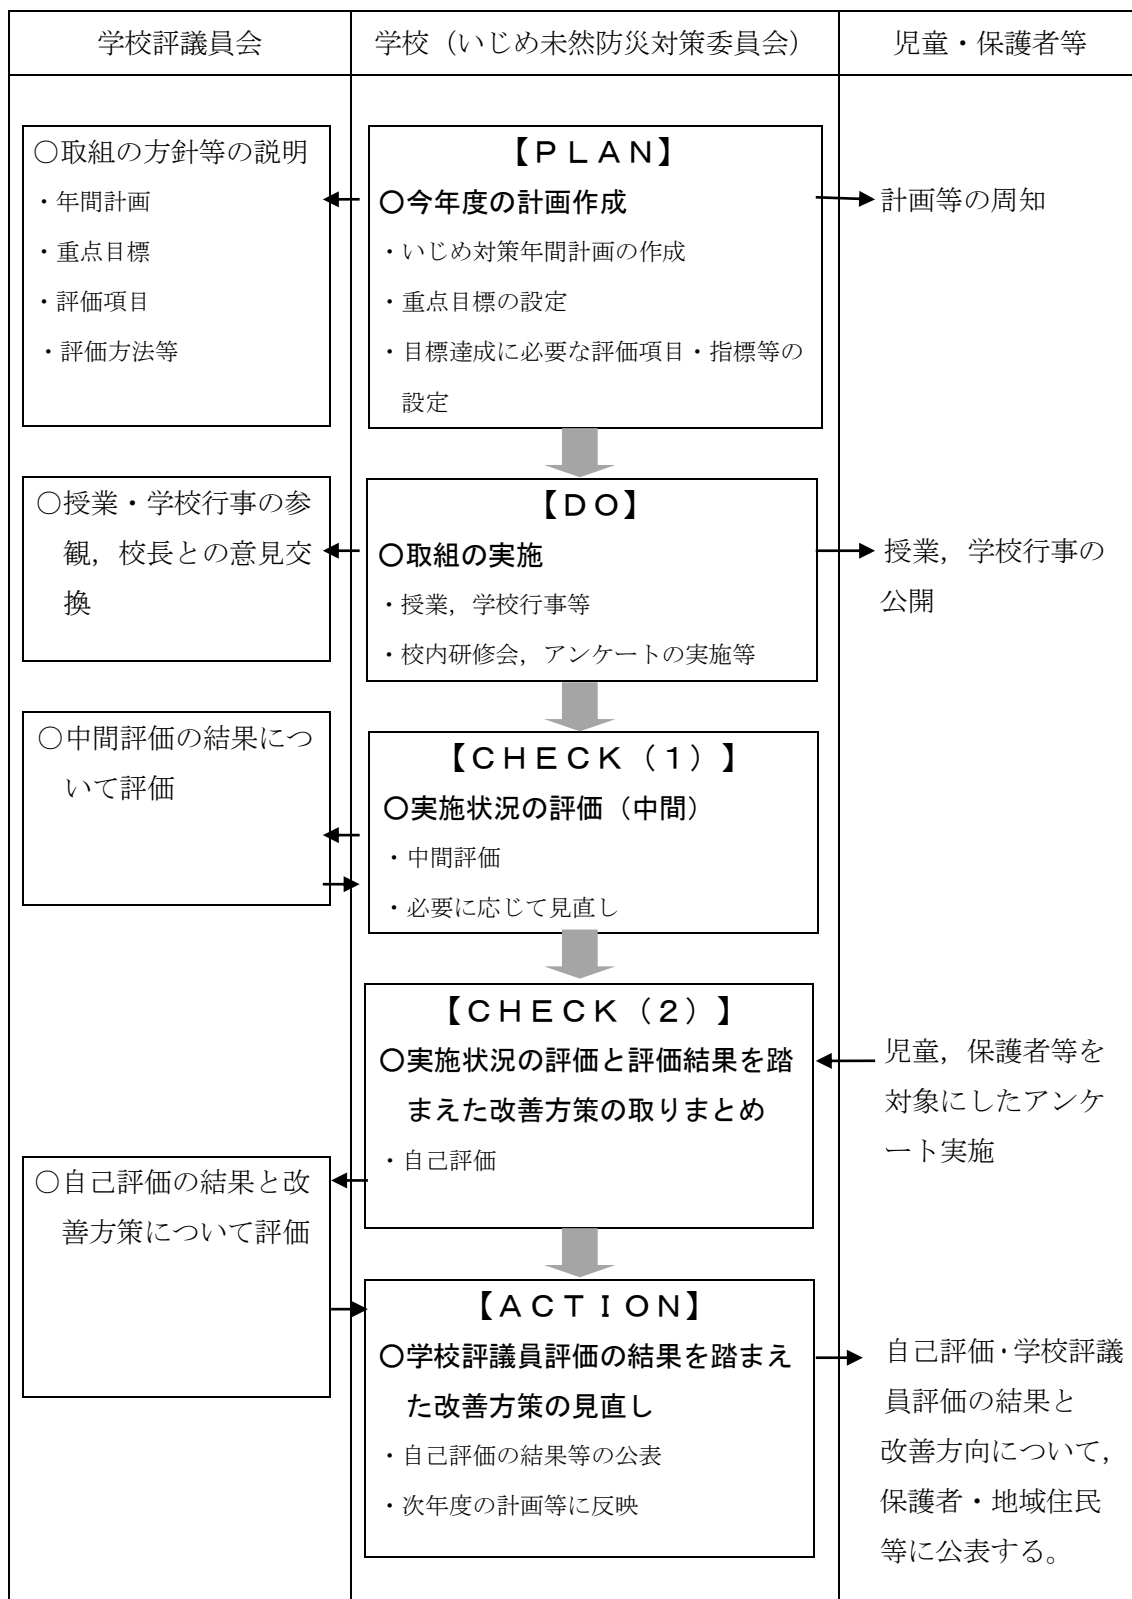 学校評議員会
学校（いじめ未然防災対策委員会）
児童・保護者等
○取組の方針等の説明
・年間計画
・重点目標
・評価項目
・評価方法等
【ＰＬＡＮ】
○今年度の計画作成
・いじめ対策年間計画の作成
・重点目標の設定
・目標達成に必要な評価項目・指標等の
設定
計画等の周知
○授業・学校行事の参
観，校長との意見交
換
【ＤＯ】
○取組の実施
・授業，学校行事等
・校内研修会，アンケートの実施等
授業，学校行事の
公開
○中間評価の結果につ
いて評価
【ＣＨＥＣＫ（１）】
○実施状況の評価（中間）
・中間評価
・必要に応じて見直し
【ＣＨＥＣＫ（２）】
○実施状況の評価と評価結果を踏
まえた改善方策の取りまとめ
・自己評価
児童，保護者等を
対象にしたアンケ
ート実施
○自己評価の結果と改
善方策について評価
【ＡＣＴＩＯＮ】
○学校評議員評価の結果を踏まえ
た改善方策の見直し
・自己評価の結果等の公表
・次年度の計画等に反映
自己評価・学校評議
員評価の結果と
改善方向について，
保護者・地域住民
等に公表する。